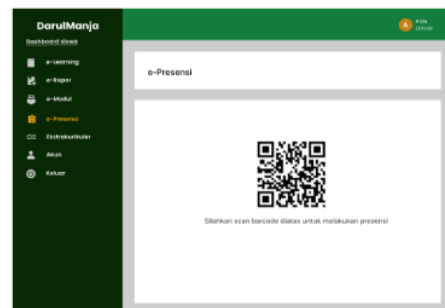 DarulManja
Dashboard siswa
e-Learning
e-Rapor
e-Modul
e-Presensi
Ekstrakurikuler
Akun
Keluar
A
e-Presensi
Silahkan scan barcode diatas untuk melakukan presensi